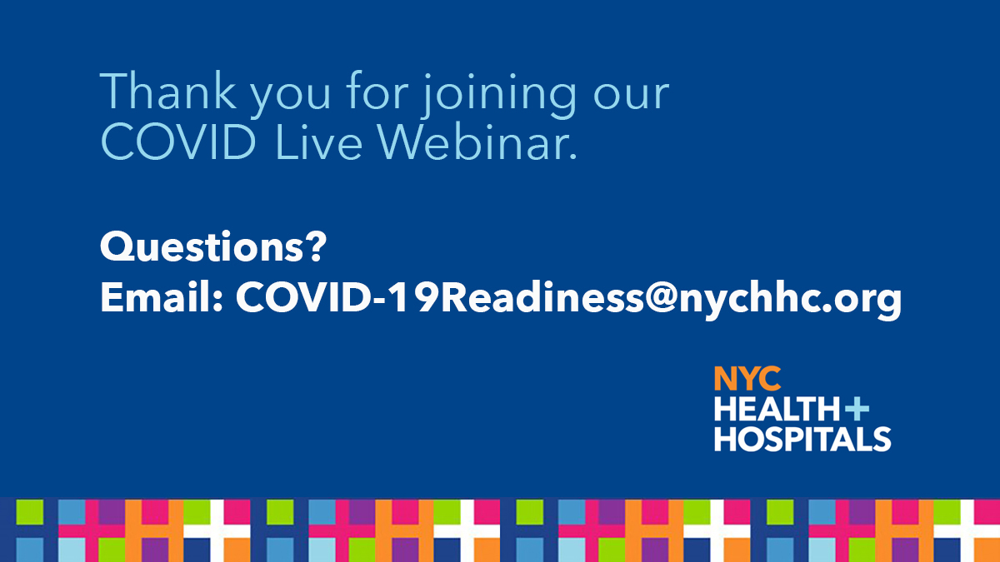 Thank you for joining our
COVID Live Webinar.
Questions?
Email: COVID-19Readiness@nychhc.org
NYC
HEALTH+
HOSPITALS